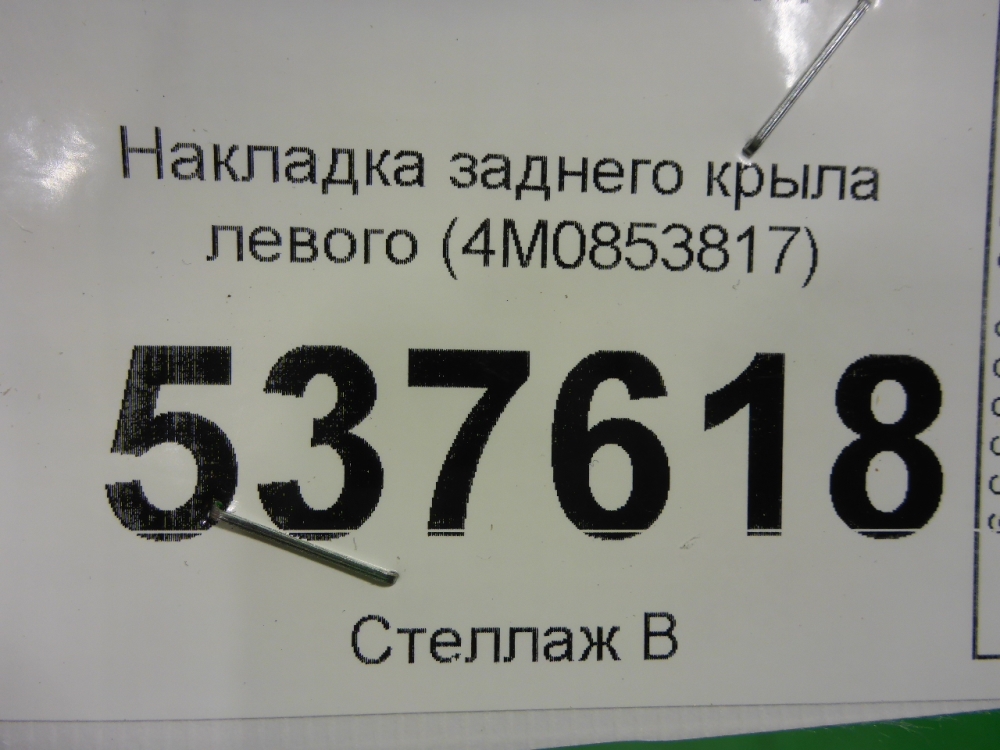 Накладка заднего крыла
левого (4M0853817)
537618
Стеллаж В